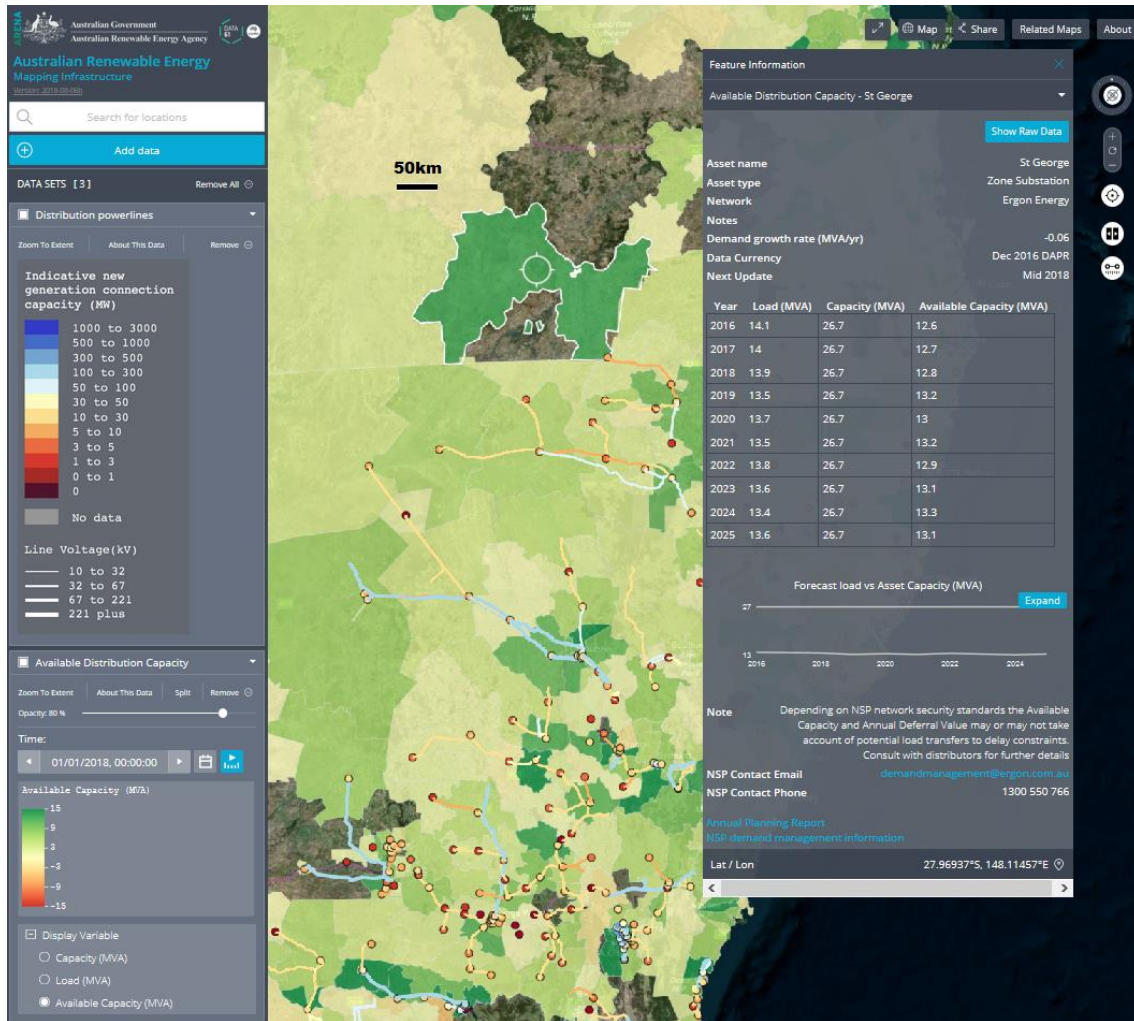 ARENA
Australian Government
Australian Renewable Energy Agency
DATA
61
Australian Renewable Energy
Mapping Infrastructure
Version: 2018-08-06b
Search for locations
Add data
DATA SETS [3]
Remove All
Distribution powerlines
Zoom To Extent
About This Data
Remove
Indicative new
generation connection
capacity (MW)
1000 to 3000
500 to 1000
300 to 500
100 to 300
50 to 100
30 to 50
10 to 30
5 to 10
3 to 5
1 to 3
0 to 1
0
No data
Line Voltage(kV)
10 to 32
32 to 67
67 to 221
221 plus
Available Distribution Capacity
Zoom To Extent
About This Data
Split
Remove
Opacity: 80 %
Time:
01/01/2018, 00:00:00
Available Capacity (MVA)
15
9
3
-3
-9
-15
Display Variable
Capacity (MVA)
Load (MVA)
Available Capacity (MVA)
50km
Map
Share
Related Maps
About
Feature Information
Available Distribution Capacity - St George
Show Raw Data
Asset name St George
Asset type Zone Substation
Network Ergon Energy
Notes
Demand growth rate (MVA/yr) -0.06
Data Currency Dec 2016 DAPR
Next Update Mid 2018
Year Load (MVA) Capacity (MVA) Available Capacity (MVA)
2016 14.1 26.7 12.6
2017 14 26.7 12.7
2018 13.9 26.7 12.8
2019 13.5 26.7 13.2
2020 13.7 26.7 13
2021 13.5 26.7 13.2
2022 13.8 26.7 12.9
2023 13.6 26.7 13.1
2024 13.4 26.7 13.3
2025 13.6 26.7 13.1
Forecast load vs Asset Capacity (MVA)
Expand
27
13
2016 2018 2020 2022 2024
Note Depending on NSP network security standards the Available
Capacity and Annual Deferral Value may or may not take
account of potential load transfers to delay constraints.
Consult with distributors for further details
NSP Contact Email demandmanagement@ergon.com.au
NSP Contact Phone 1300 550 766
Annual Planning Report
NSP demand management information
Lat / Lon 27.96937°S, 148.11457°E